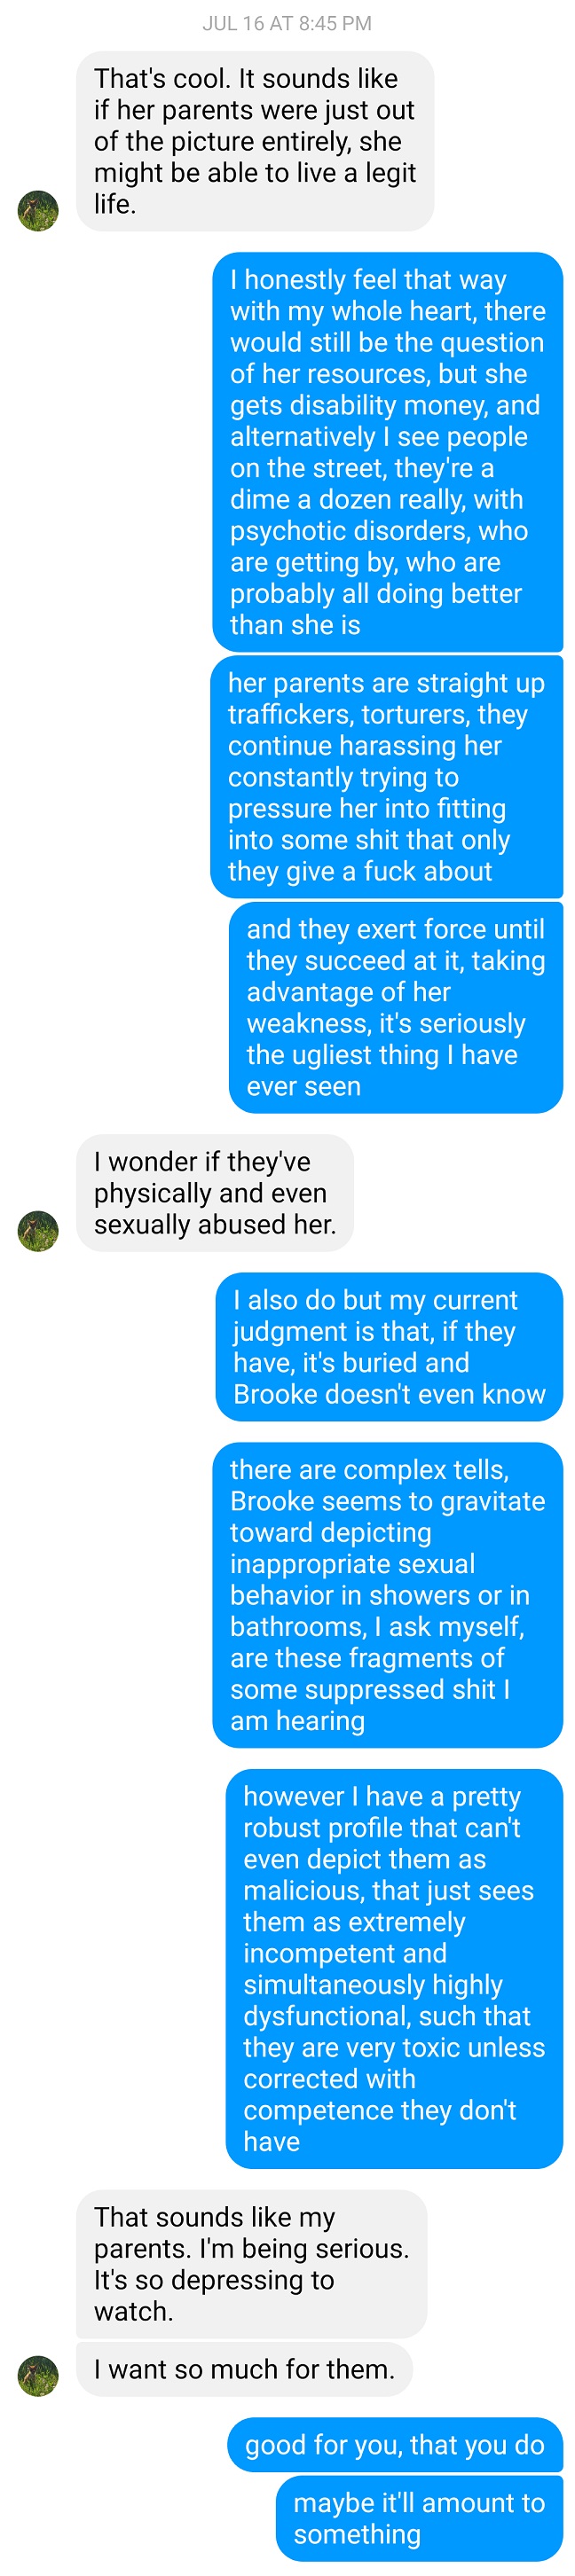 JUL 16 AT 8:45 PM
That's cool. It sounds like
if her parents were just out
of the picture entirely, she
might be able to live a legit
life.
I honestly feel that way
with my whole heart, there
would still be the question
of her resources, but she
gets disability money, and
alternatively I see people
on the street, they're a
dime a dozen really, with
psychotic disorders, who
are getting by, who are
probably all doing better
than she is
her parents are straight up
traffickers, torturers, they
continue harassing her
constantly trying to
pressure her into fitting
into some shit that only
they give a fuck about
and they exert force until
they succeed at it, taking
advantage of her
weakness, it's seriously
the ugliest thing I have
ever seen
I wonder if they've
physically and even
sexually abused her.
I also do but my current
judgment is that, if they
have, it's buried and
Brooke doesn't even know
there are complex tells,
Brooke seems to gravitate
toward depicting
inappropriate sexual
behavior in showers or in
bathrooms, I ask myself,
are these fragments of
some suppressed shit I
am hearing
however I have a pretty
robust profile that can't
even depict them as
malicious, that just sees
them as extremely
incompetent and
simultaneously highly
dysfunctional, such that
they are very toxic unless
corrected with
competence they don't
have
That sounds like my
parents. I'm being serious.
It's so depressing to
watch.
I want so much for them.
good for you, that you do
maybe it'll amount to
something